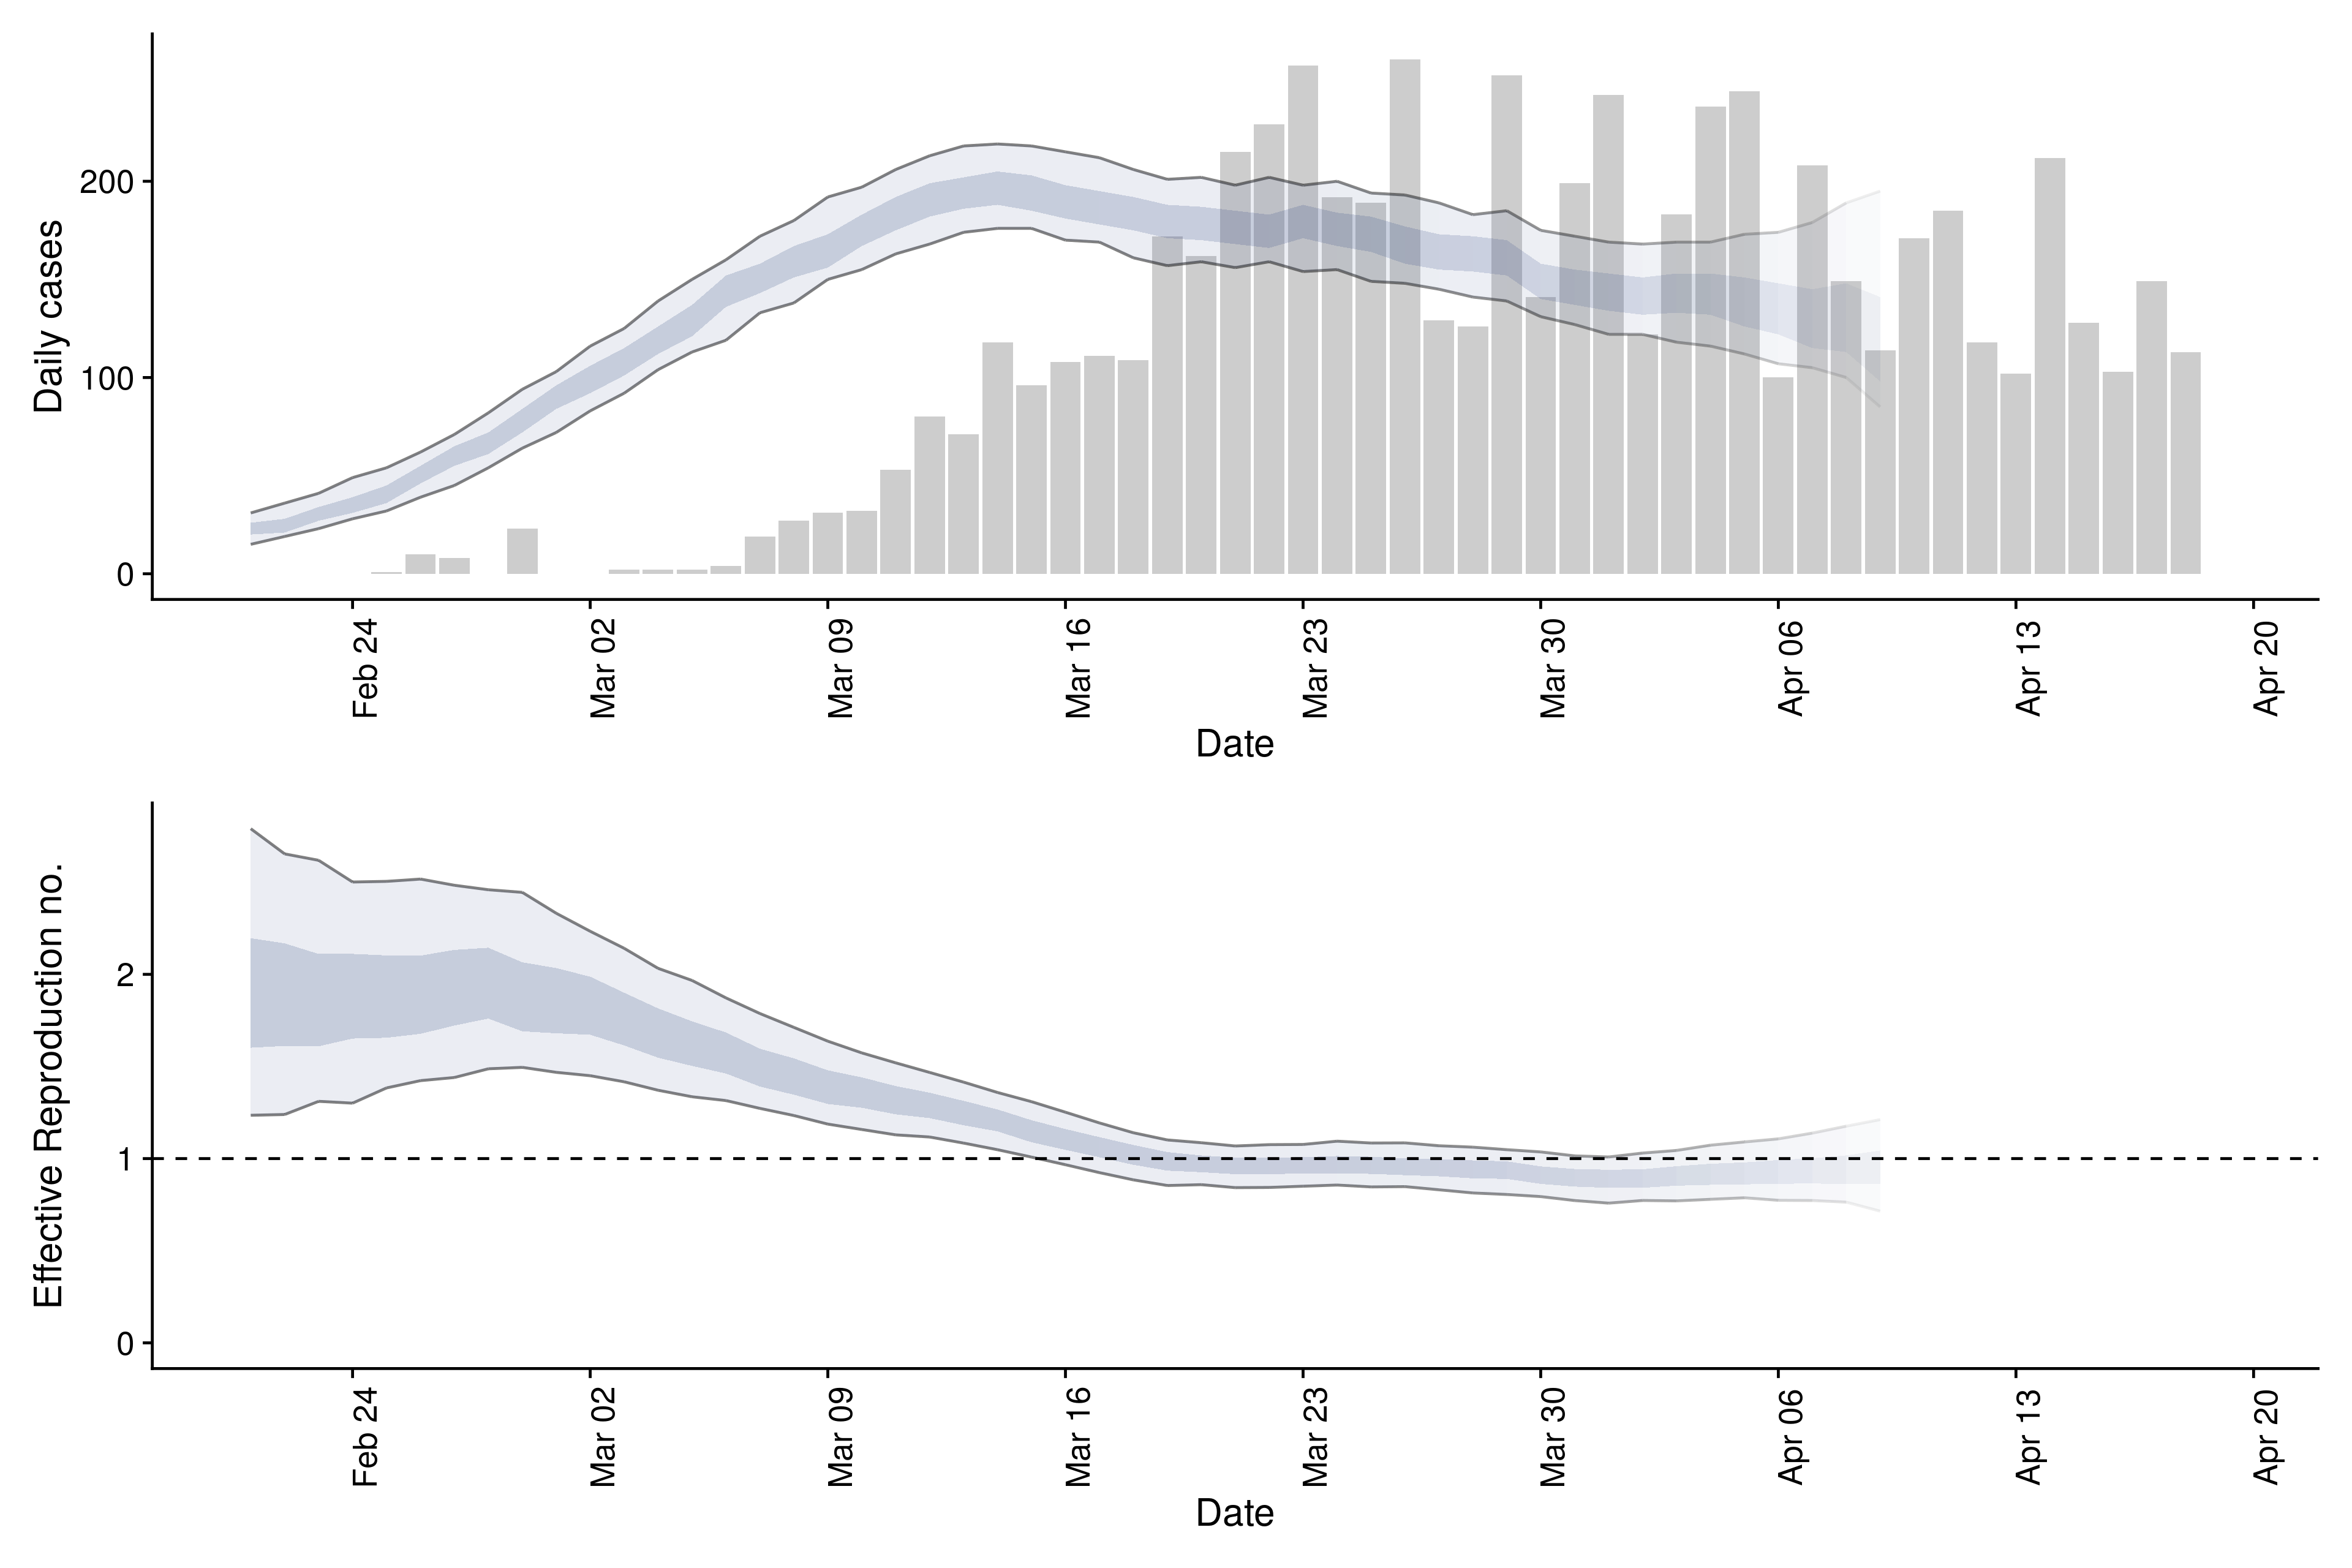 Daily cases
200
100
0
Feb 24
Mar 02
Mar 09
Mar 16
Mar 23
Mar 30
Apr 06
Apr 13
Apr 20
Date
Effective Reproduction no.
2
1
0
Feb 24
Mar 02
Mar 09
Mar 16
Mar 23
Mar 30
Apr 06
Apr 13
Apr 20
Date